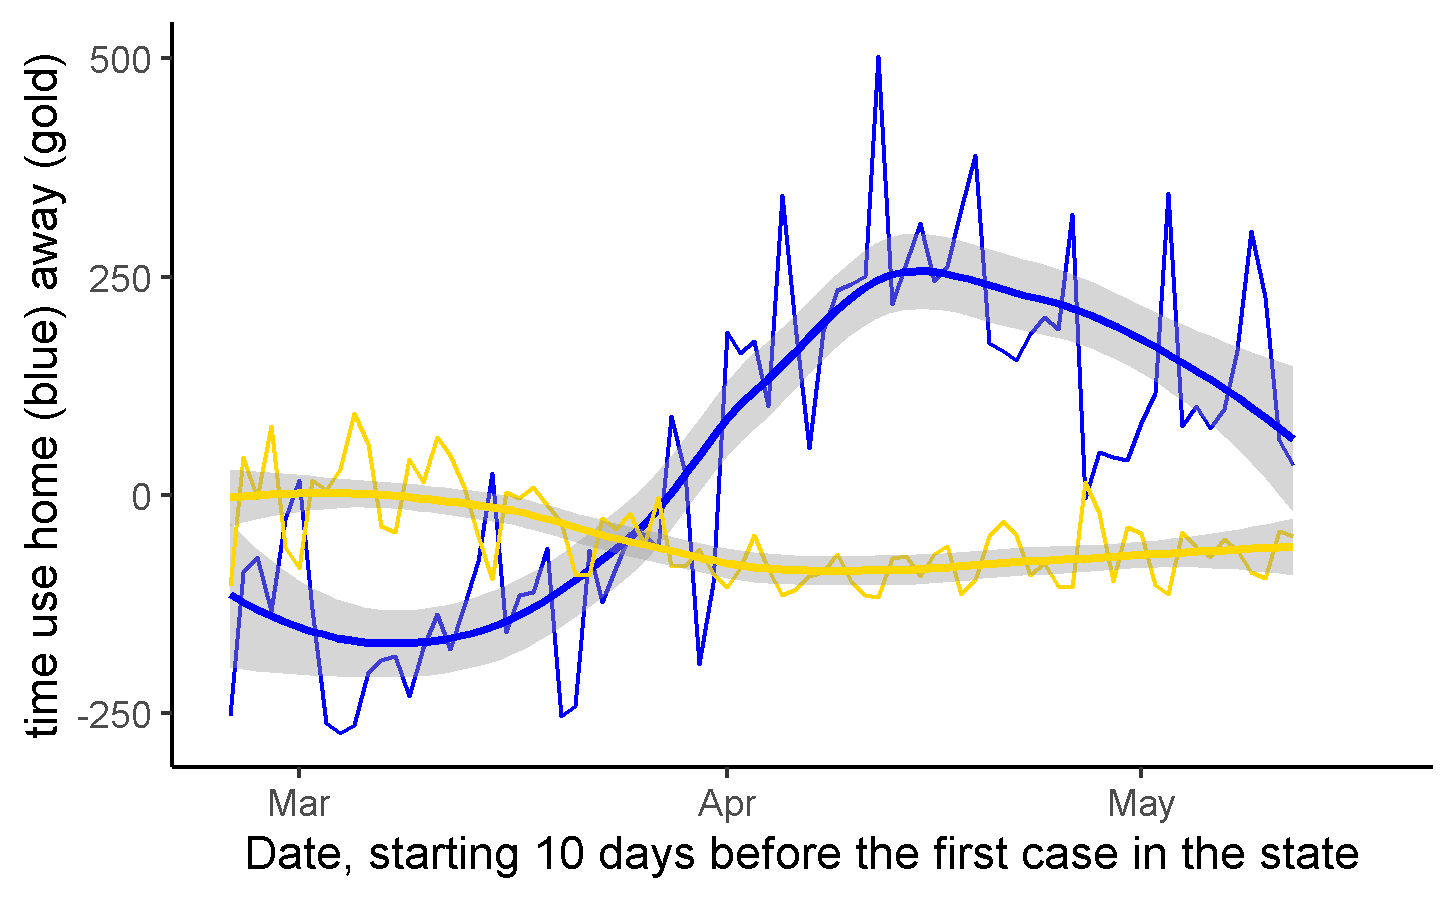 time use home (blue) away (gold)
500
250
0
-250
Mar
Apr
May
Date, starting 10 days before the first case in the state